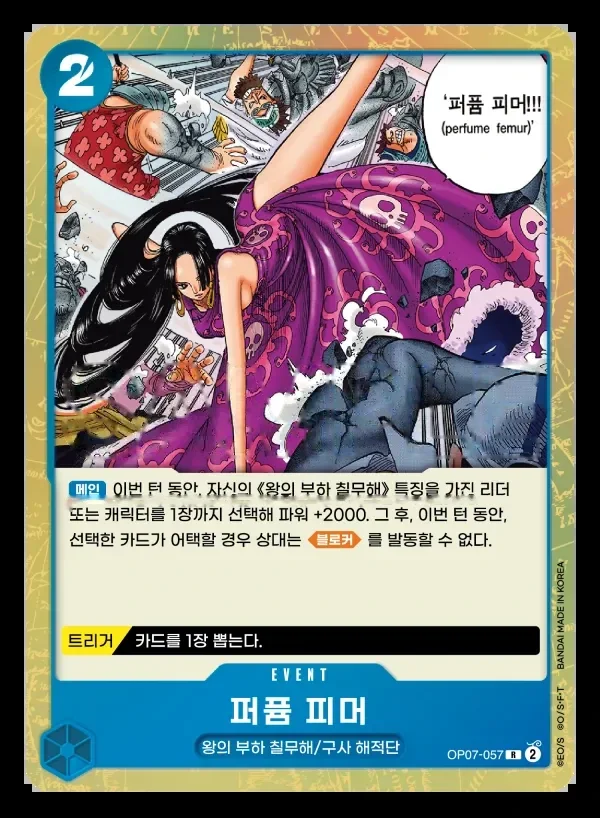 2
'퍼퓸 피머!!!
(perfume femur)'
메인 이번 턴 동안, 자신의 《왕의 부하 칠무해》 특징을 가진 리더
또는 캐릭터를 1장까지 선택해 파워 +2000. 그 후, 이번 턴 동안,
선택한 카드가 어택할 경우 상대는 블로커 를 발동할 수 없다.
트리거 카드를 1장 뽑는다.
EVENT
퍼퓸 피머
왕의 부하 칠무해/구사 해적단
OP07-057 R 2
©EO/S ©O/S·F·T BANDAI MADE IN KOREA